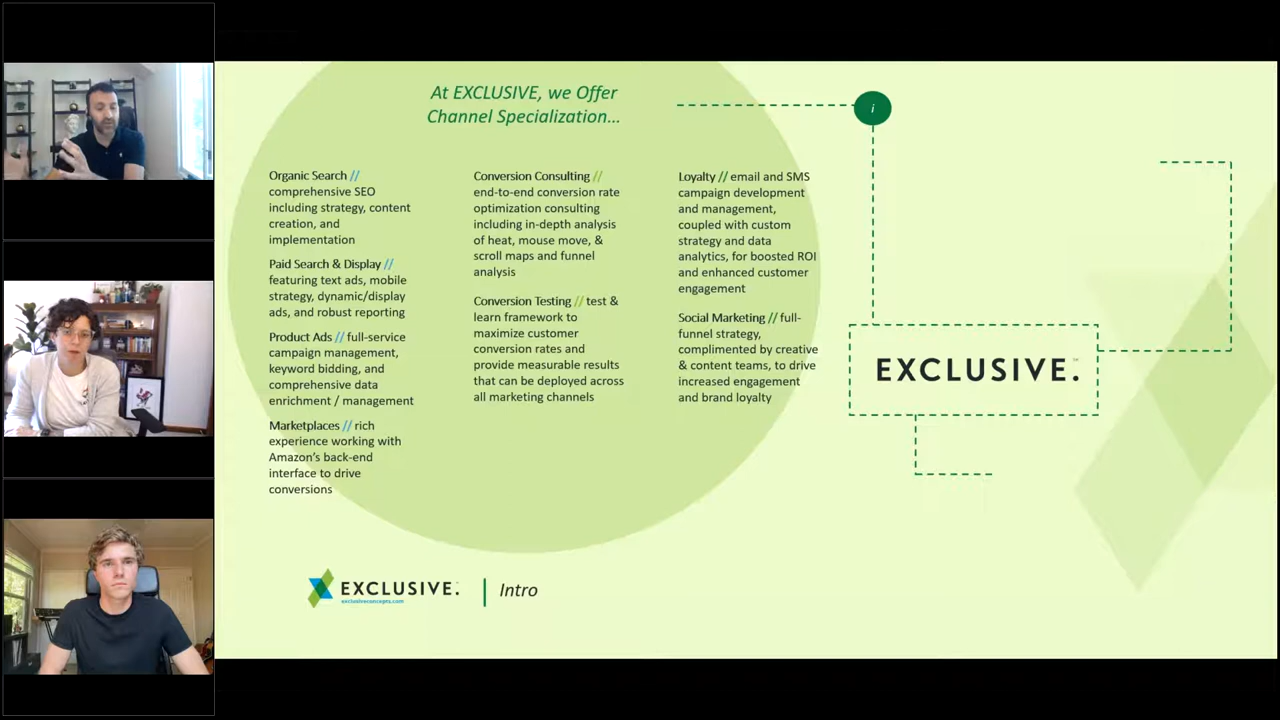 At EXCLUSIVE, we Offer
Channel Specialization...
i
Organic Search //
comprehensive SEO
including strategy, content
creation, and
implementation
Paid Search & Display //
featuring text ads, mobile
strategy, dynamic/display
ads, and robust reporting
Product Ads // full-service
campaign management,
keyword bidding, and
comprehensive data
enrichment / management
Marketplaces // rich
experience working with
Amazon's back-end
interface to drive
conversions
Conversion Consulting //
end-to-end conversion rate
optimization consulting
including in-depth analysis
of heat, mouse move, &
scroll maps and funnel
analysis
Conversion Testing // test &
learn framework to
maximize customer
conversion rates and
provide measurable results
that can be deployed across
all marketing channels
Loyalty // email and SMS
campaign development
and management,
coupled with custom
strategy and data
analytics, for boosted ROI
and enhanced customer
engagement
Social Marketing // full-
funnel strategy,
complimented by creative
& content teams, to drive
increased engagement
and brand loyalty
EXCLUSIVE.
EXCLUSIVE.
exclusiveconcepts.com
Intro